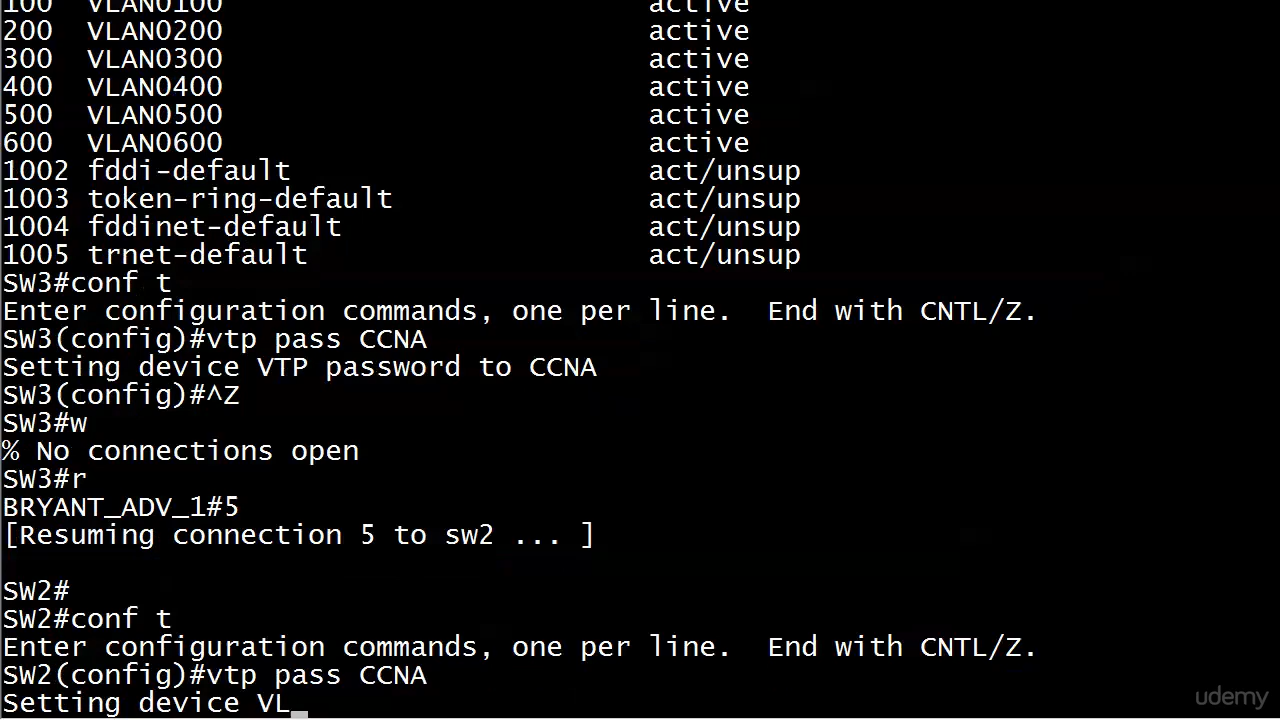 100  VLAN0100                         active
200  VLAN0200                         active
300  VLAN0300                         active
400  VLAN0400                         active
500  VLAN0500                         active
600  VLAN0600                         active
1002 fddi-default                     act/unsup
1003 token-ring-default               act/unsup
1004 fddinet-default                  act/unsup
1005 trnet-default                    act/unsup
SW3#conf t
Enter configuration commands, one per line.  End with CNTL/Z.
SW3(config)#vtp pass CCNA
Setting device VTP password to CCNA
SW3(config)#^Z
SW3#w
% No connections open
SW3#r
BRYANT_ADV_1#5
[Resuming connection 5 to sw2 ... ]
SW2#
SW2#conf t
Enter configuration commands, one per line.  End with CNTL/Z.
SW2(config)#vtp pass CCNA
Setting device VL
udemy